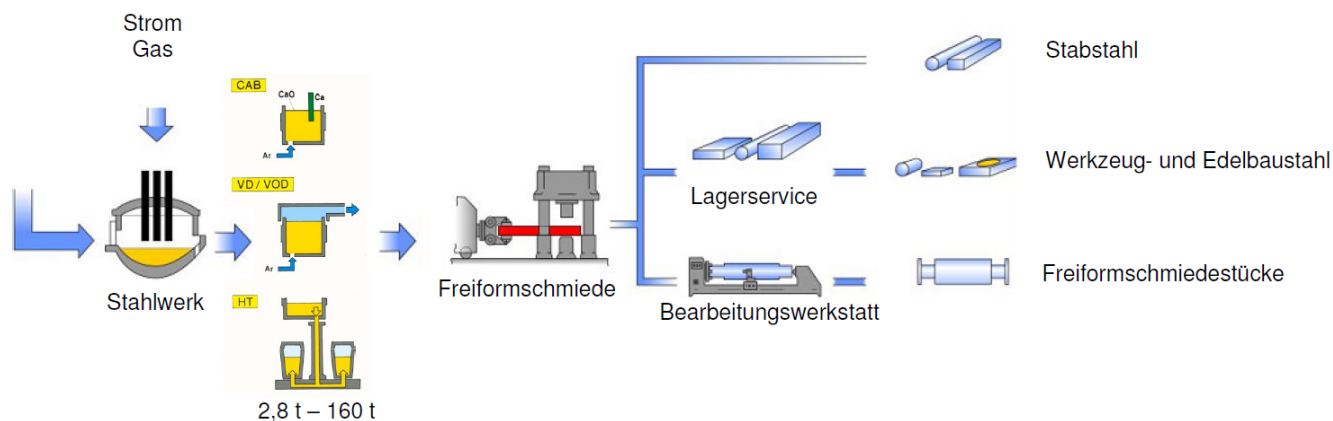 Strom
Gas
CAB
CaO
Ca
Ar
VD / VOD
Ar
HT
2,8 t – 160 t
Stahlwerk
Freiformschmiede
Lagerservice
Bearbeitungswerkstatt
Stabstahl
Werkzeug- und Edelbaustahl
Freiformschmiedestücke